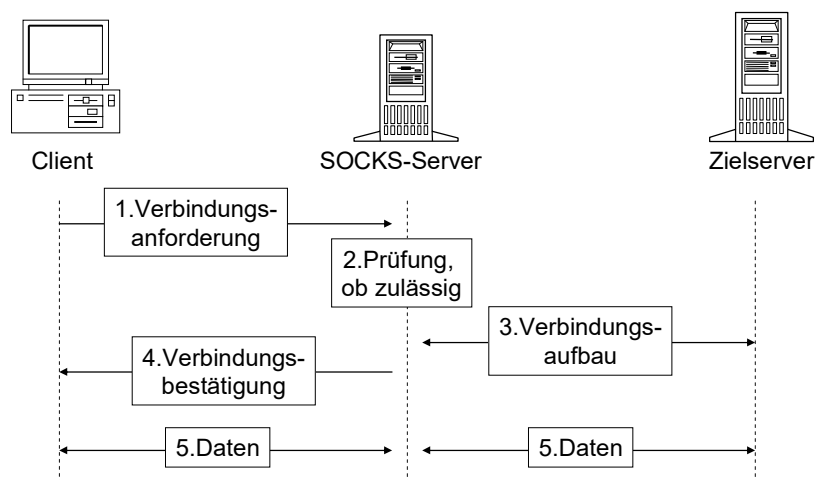 Client
SOCKS-Server
Zielserver
1.Verbindungs-
anforderung
2.Prüfung,
ob zulässig
3.Verbindungs-
aufbau
4.Verbindungs-
bestätigung
5.Daten
5.Daten